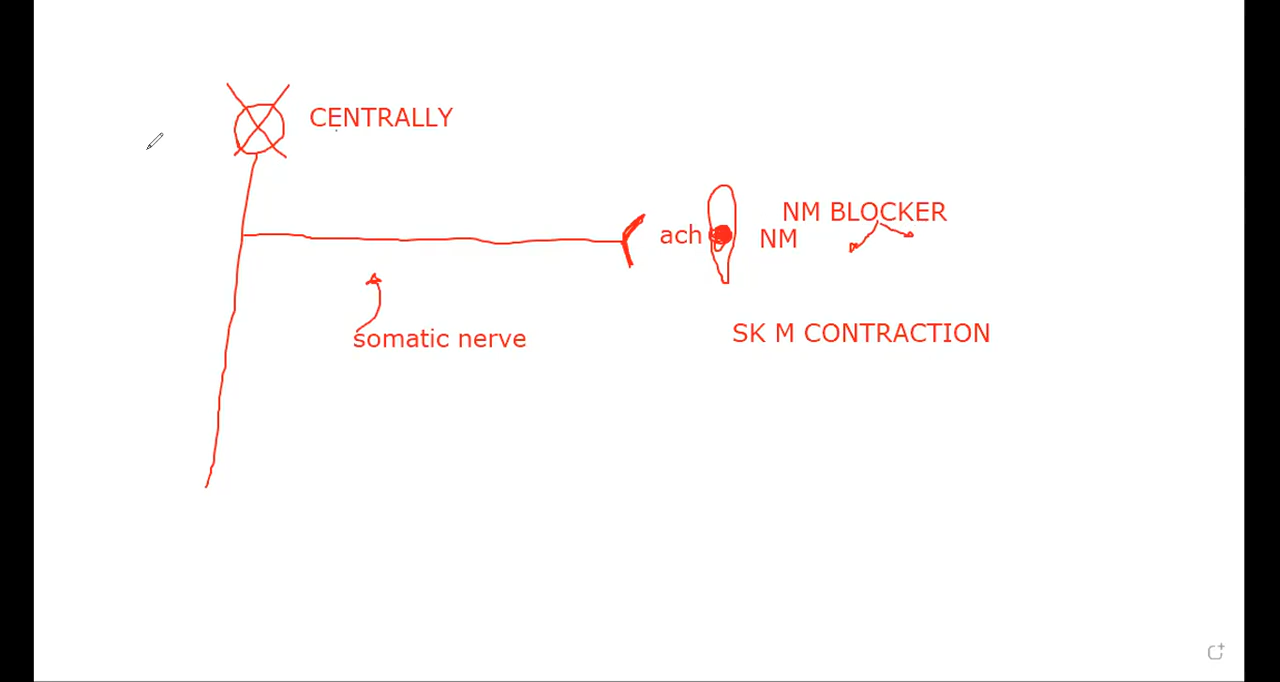 CENTRALLY
NM BLOCKER
ach
NM
somatic nerve
SK M CONTRACTION